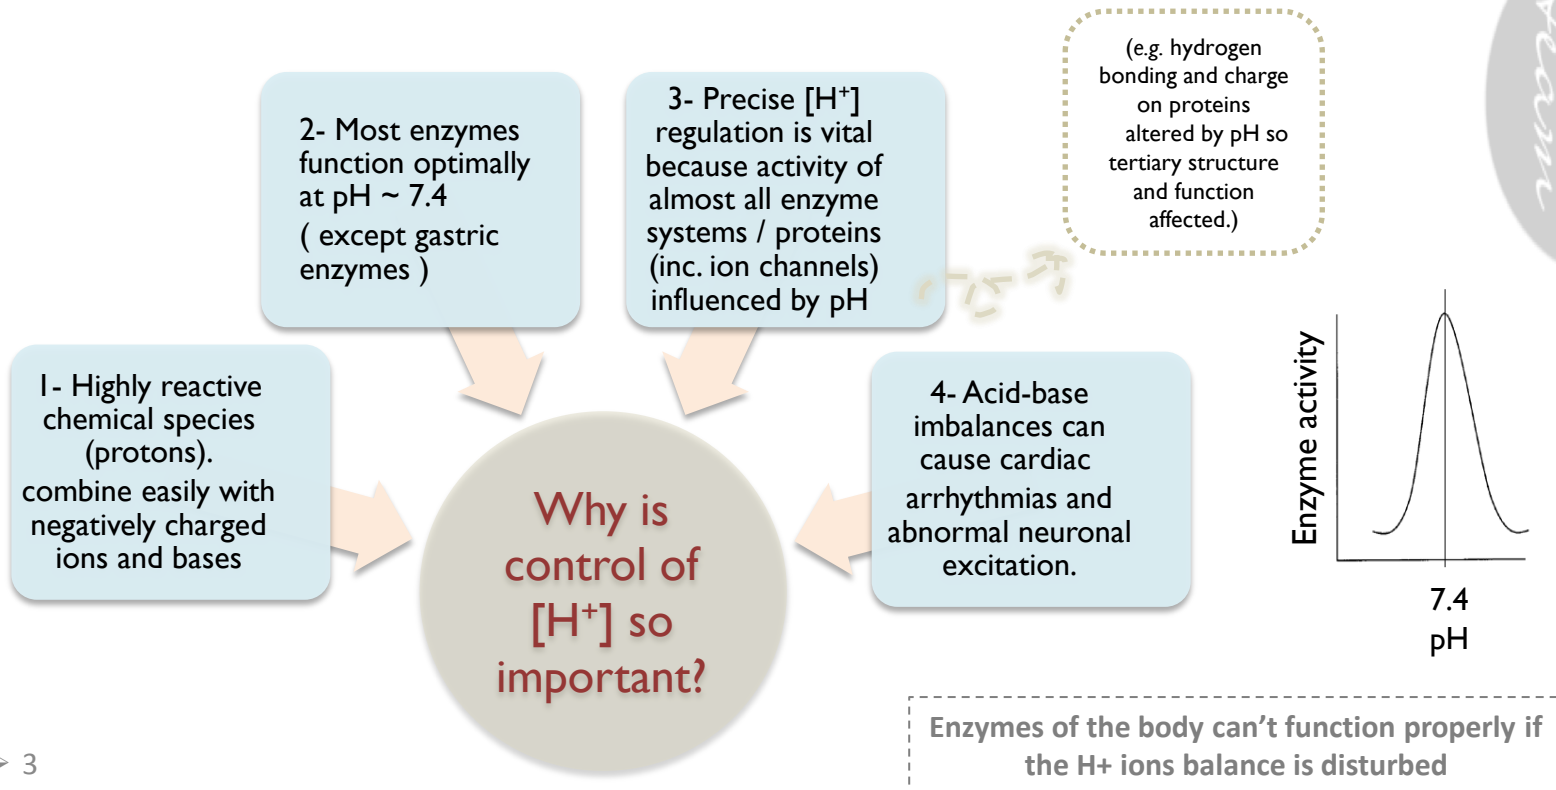 (e.g. hydrogen
bonding and charge
on proteins
altered by pH so
tertiary structure
and function
affected.)
2- Most enzymes
function optimally
at pH ~ 7.4
( except gastric
enzymes )
3- Precise [H⁺]
regulation is vital
because activity of
almost all enzyme
systems / proteins
(inc. ion channels)
influenced by pH
1- Highly reactive
chemical species
(protons).
combine easily with
negatively charged
ions and bases
4- Acid-base
imbalances can
cause cardiac
arrhythmias and
abnormal neuronal
excitation.
Why is
control of
[H⁺] so
important?
Enzyme activity
7.4
pH
Enzymes of the body can’t function properly if
the H+ ions balance is disturbed
3